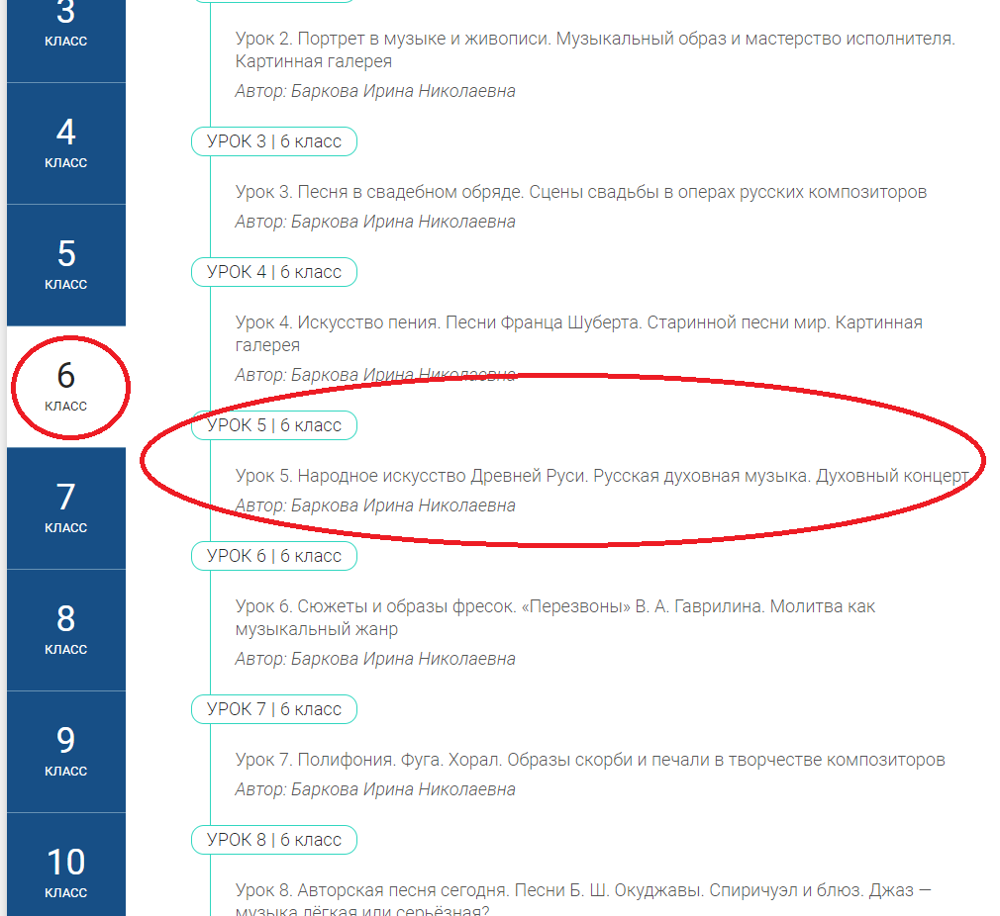 3
КЛАСС
4
КЛАСС
5
КЛАСС
6
КЛАСС
7
КЛАСС
8
КЛАСС
9
КЛАСС
10
КЛАСС
Урок 2. Портрет в музыке и живописи. Музыкальный образ и мастерство исполнителя.
Картинная галерея
Автор: Баркова Ирина Николаевна
УРОК 3 | 6 класс
Урок 3. Песня в свадебном обряде. Сцены свадьбы в операх русских композиторов
Автор: Баркова Ирина Николаевна
УРОК 4 | 6 класс
Урок 4. Искусство пения. Песни Франца Шуберта. Старинной песни мир. Картинная
галерея
Автор: Баркова Ирина Николаевна
УРОК 5 | 6 класс
Урок 5. Народное искусство Древней Руси. Русская духовная музыка. Духовный концерт
Автор: Баркова Ирина Николаевна
УРОК 6 | 6 класс
Урок 6. Сюжеты и образы фресок. «Перезвоны» В. А. Гаврилина. Молитва как
музыкальный жанр
Автор: Баркова Ирина Николаевна
УРОК 7 | 6 класс
Урок 7. Полифония. Фуга. Хорал. Образы скорби и печали в творчестве композиторов
Автор: Баркова Ирина Николаевна
УРОК 8 | 6 класс
Урок 8. Авторская песня сегодня. Песни Б. Ш. Окуджавы. Спиричуэл и блюз. Джаз —
музыка лёгкая или серьёзная?